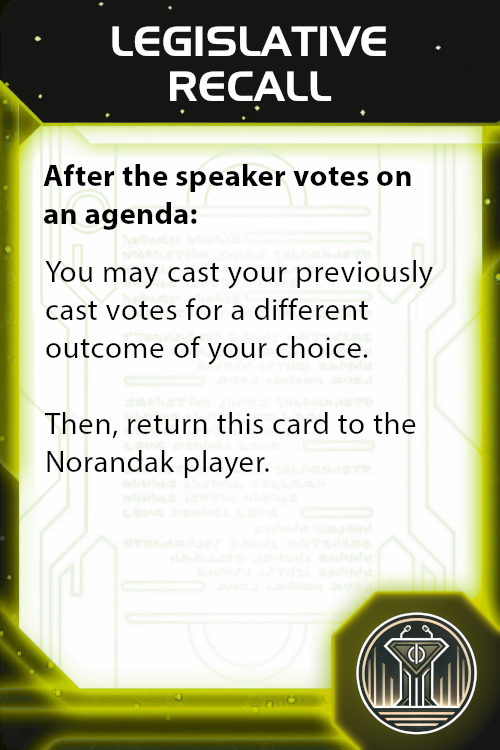 LEGISLATIVE
RECALL
After the speaker votes on
an agenda:
You may cast your previously
cast votes for a different
outcome of your choice.
Then, return this card to the
Norandak player.